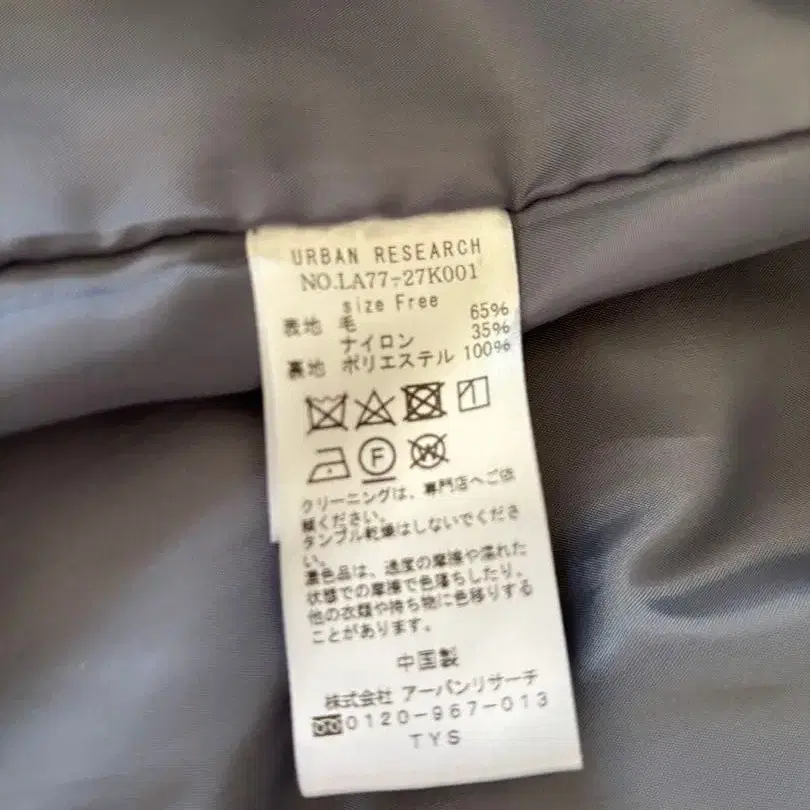 URBAN RESEARCH
NO.LA77-27K001
size Free
表地 毛 65%
ナイロン 35%
裏地 ポリエステル 100%
F W
クリーニングは、専門店へご依
頼ください。
タンブル乾燥はしないでくださ
い。
濃色品は、過度の摩擦や濡れた
状態での摩擦で色落ちしたり、
他の衣類や持ち物に色移りする
ことがあります。
中国製
株式会社 アーバンリサーチ
0120-967-013
TYS